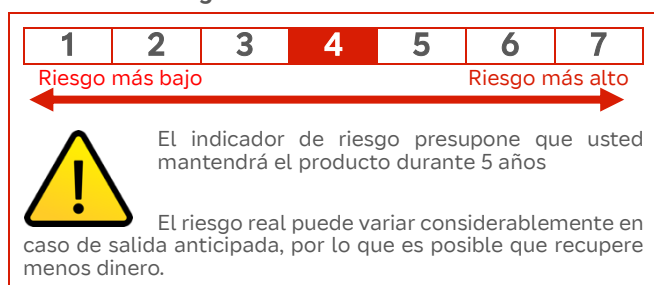 1 2 3 4 5 6 7
Riesgo más bajo Riesgo más alto
El indicador de riesgo presupone que usted
mantendrá el producto durante 5 años
El riesgo real puede variar considerablemente en
caso de salida anticipada, por lo que es posible que recupere
menos dinero.